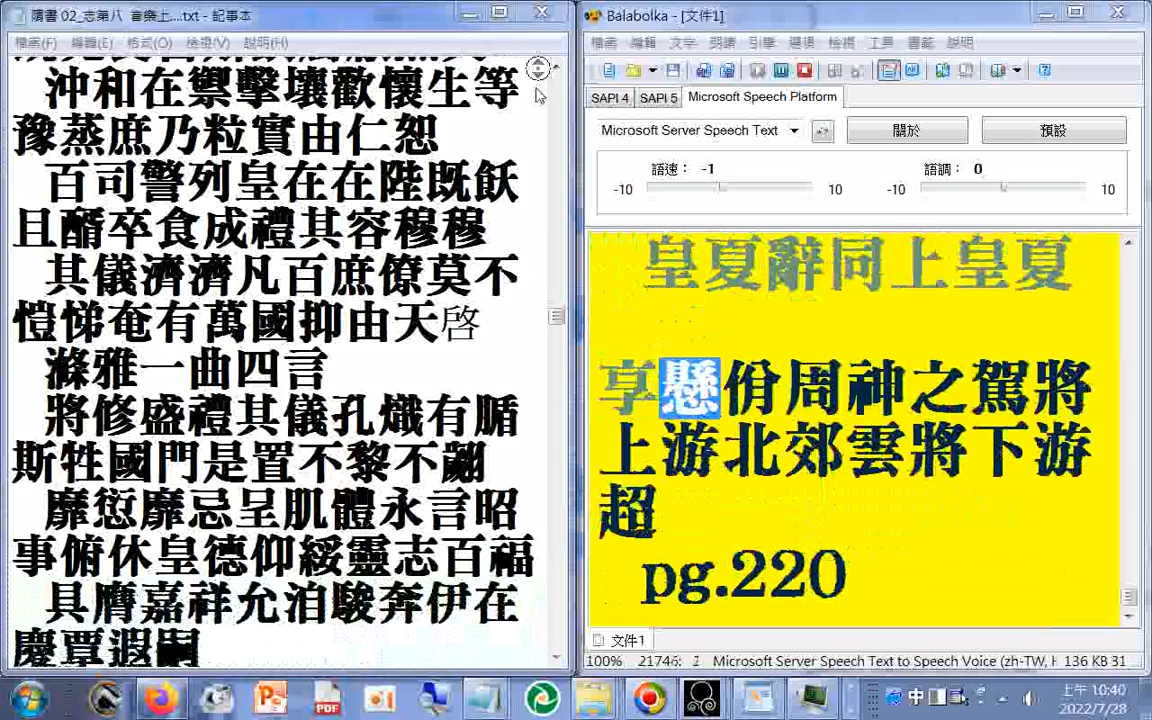 隋書 02_志第八 音樂上....txt - 記事本
檔案(F) 編輯(E) 格式(O) 檢視(V) 說明(H)
沖和在禦擊壤歡懷生等
豫蒸庶乃粒實由仁恕
百司警列皇在在陛既飫
且醑卒食成禮其容穆穆
其儀濟濟凡百庶僚莫不
愷悌奄有萬國抑由天啓
滌雅一曲四言
將修盛禮其儀孔熾有腯
斯牲國門是置不黎不翽
靡愆靡忌呈肌體永言昭
事俯休皇德仰綏靈志百福
具膺嘉祥允洎駿奔伊在
慶覃遐嗣
Balabolka - [文件1]
檔案 編輯 文字 朗讀 引擎 選項 檢視 工具 書籤 說明
SAPI 4 SAPI 5 Microsoft Speech Platform
Microsoft Server Speech Text 關於 預設
語速： -1 語調： 0
-10 10 -10 10
皇夏辭同上皇夏
享懸佾周神之駕將
上游北郊雲將下游
超
pg.220
文件1
100% 21746: 1 Microsoft Server Speech Text to Speech Voice (zh-TW, H 136 KB 31
中
上午 10:40
2022/7/28